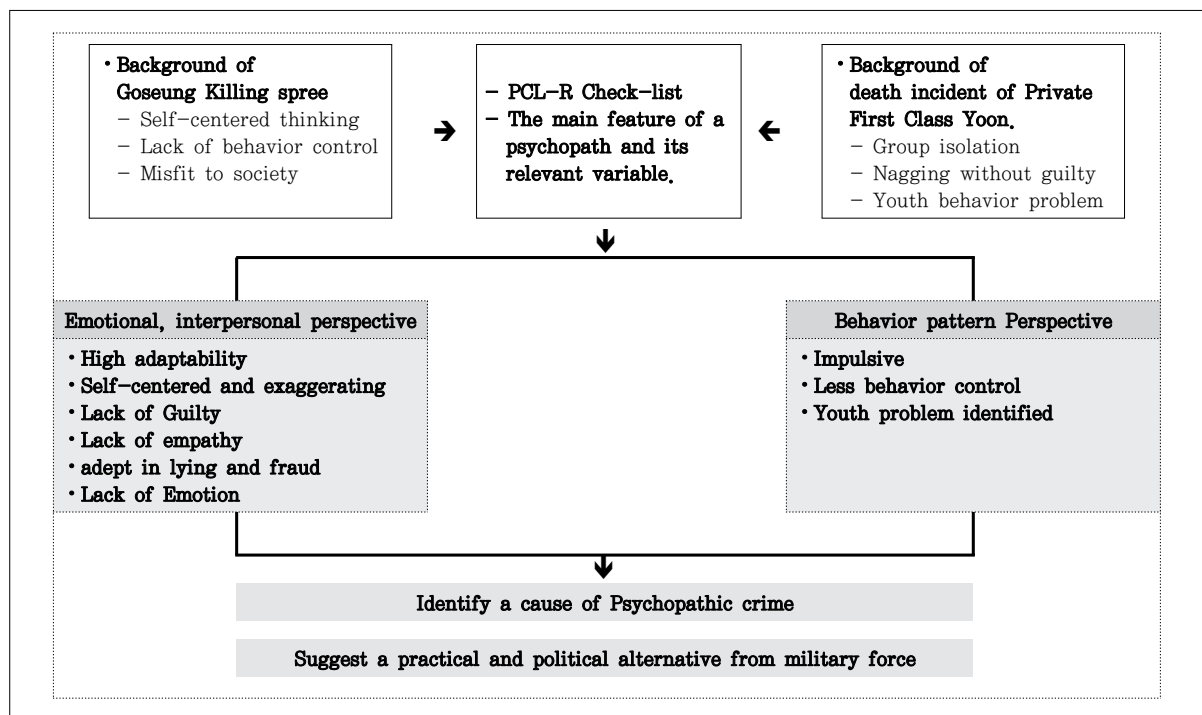 · Background of
Goseung Killing spree
– Self-centered thinking
– Lack of behavior control
– Misfit to society
– PCL-R Check-list
– The main feature of a
psychopath and its
relevant variable.
· Background of
death incident of Private
First Class Yoon.
– Group isolation
– Nagging without guilty
– Youth behavior problem
Emotional, interpersonal perspective
· High adaptability
· Self-centered and exaggerating
· Lack of Guilty
· Lack of empathy
· adept in lying and fraud
· Lack of Emotion
Behavior pattern Perspective
· Impulsive
· Less behavior control
· Youth problem identified
Identify a cause of Psychopathic crime
Suggest a practical and political alternative from military force